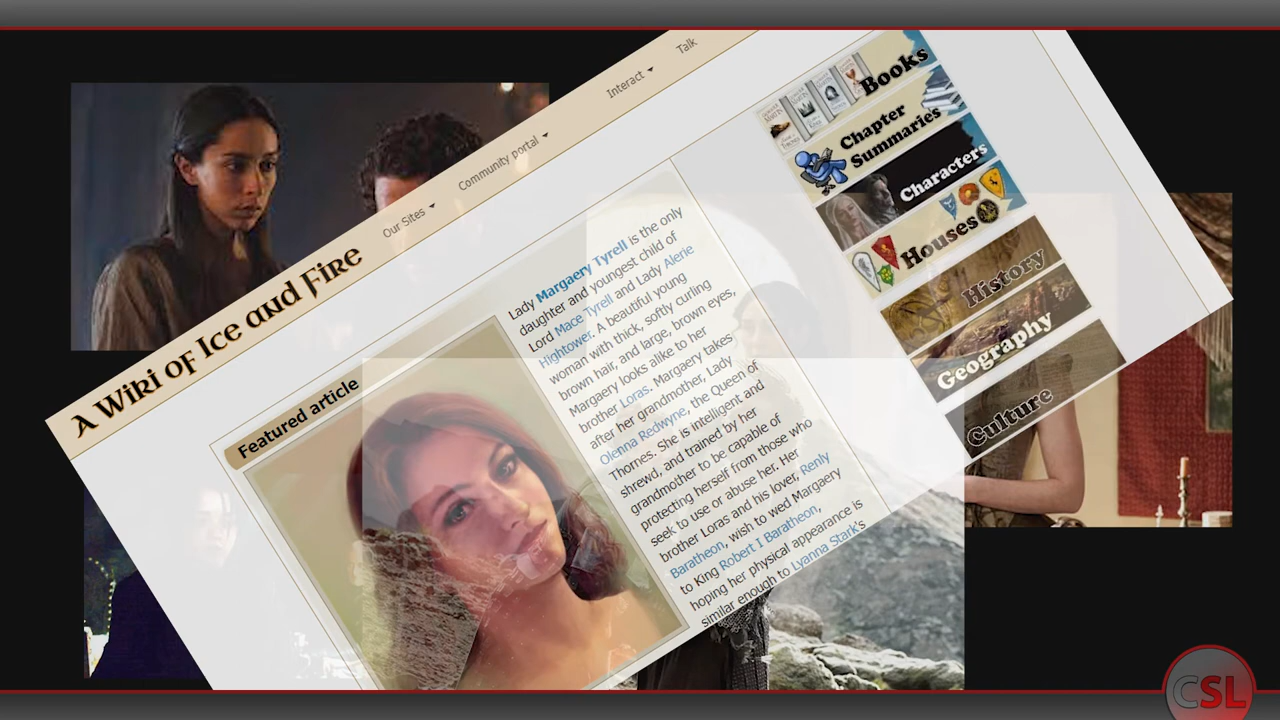 A Wiki of Ice and Fire
Our Sites
Community portal
Interact
Talk
Featured article
Lady Margaery Tyrell is the only
daughter and youngest child of
Lord Mace Tyrell and Lady Alerie
Hightower. A beautiful young
woman with thick, softly curling
brown hair, and large, brown eyes,
Margaery looks alike to her
brother Loras. Margaery takes
after her grandmother, Lady
Olenna Redwyne, the Queen of
Thornes. She is intelligent and
shrewd, and trained by her
grandmother to be capable of
protecting herself from those who
seek to use or abuse her. Her
brother Loras and his lover, Renly
Baratheon, wish to wed Margaery
to King Robert I Baratheon,
hoping her physical appearance is
similar enough to Lyanna Stark's
Books
Chapter
Summaries
Characters
Houses
History
Geography
Culture
CSL